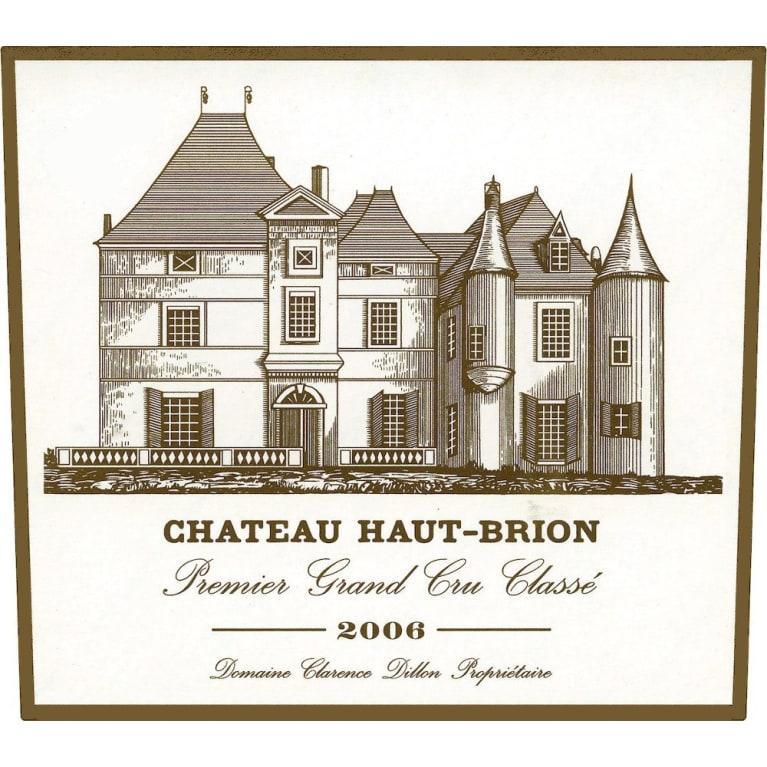 CHATEAU HAUT-BRION
Premier Grand Cru Classé
2006
Domaine Clarence Dillon Propriétaire